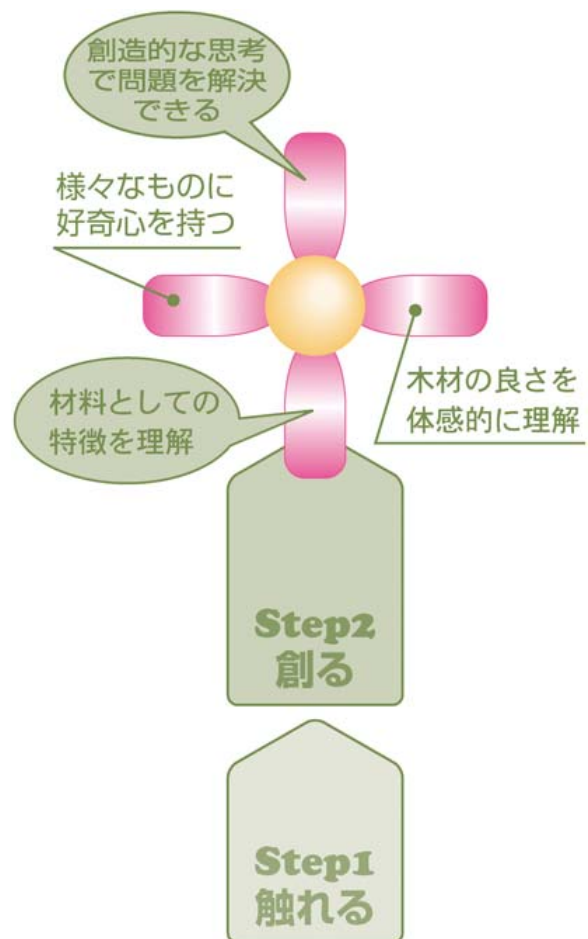 創造的な思考
で問題を解決
できる
様々なものに
好奇心を持つ
木材の良さを
体感的に理解
材料としての
特徴を理解
Step2
創る
Step1
触れる